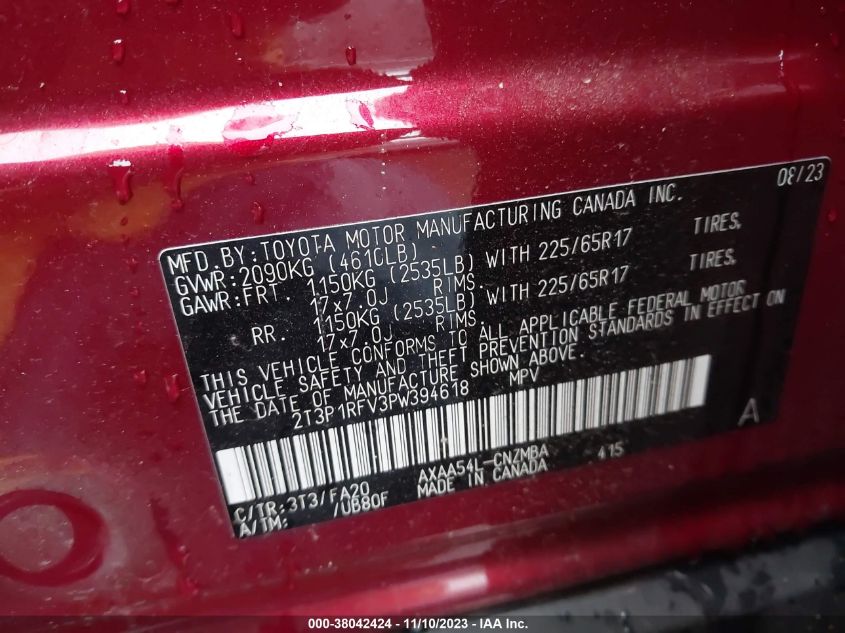 08/23
MFD. BY: TOYOTA MOTOR MANUFACTURING CANADA INC.
GVWR: 2090KG (4610LB)
GAWR: FRT. 1150KG (2535LB) WITH 225/65R17 TIRES,
17x7.0J RIMS.
RR. 1150KG (2535LB) WITH 225/65R17 TIRES,
17x7.0J RIMS.
THIS VEHICLE CONFORMS TO ALL APPLICABLE FEDERAL MOTOR
VEHICLE SAFETY AND THEFT PREVENTION STANDARDS IN EFFECT ON
THE DATE OF MANUFACTURE SHOWN ABOVE.
2T3P1RFV3PW394618 MPV
A
C/TR: 3T3/FA20 AXAA54L-CNZMBA 415
A/TM: /UB80F MADE IN CANADA
000-38042424 - 11/10/2023 - IAA Inc.